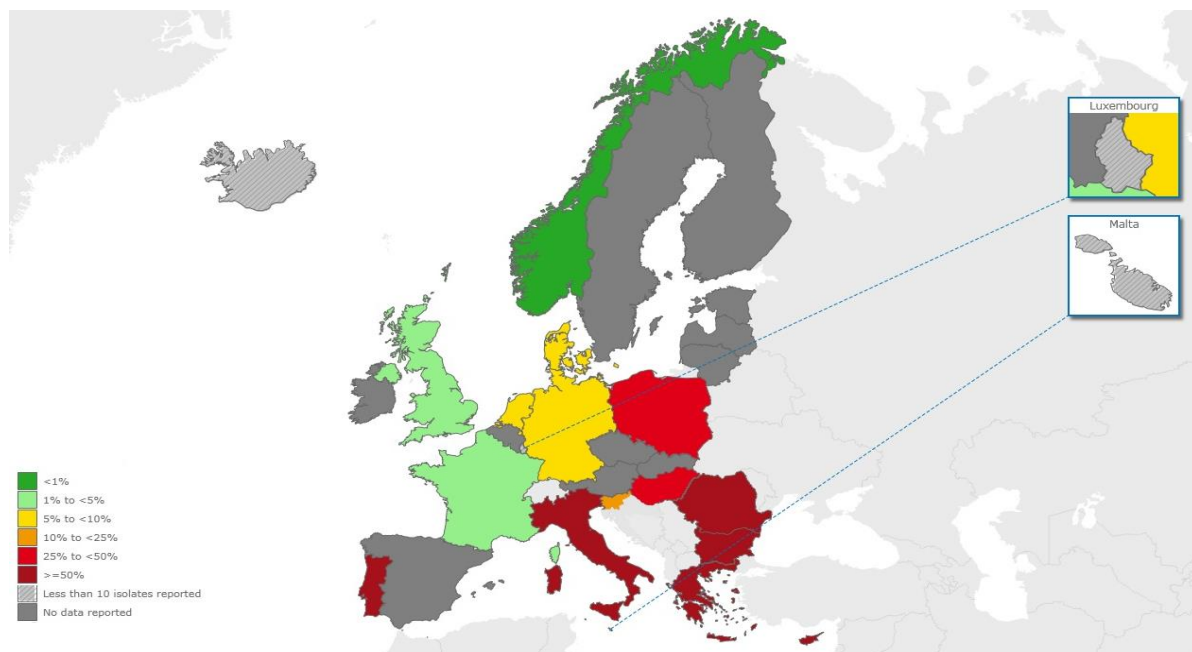 Luxembourg
Malta
<1%
1% to <5%
5% to <10%
10% to <25%
25% to <50%
>=50%
Less than 10 isolates reported
No data reported